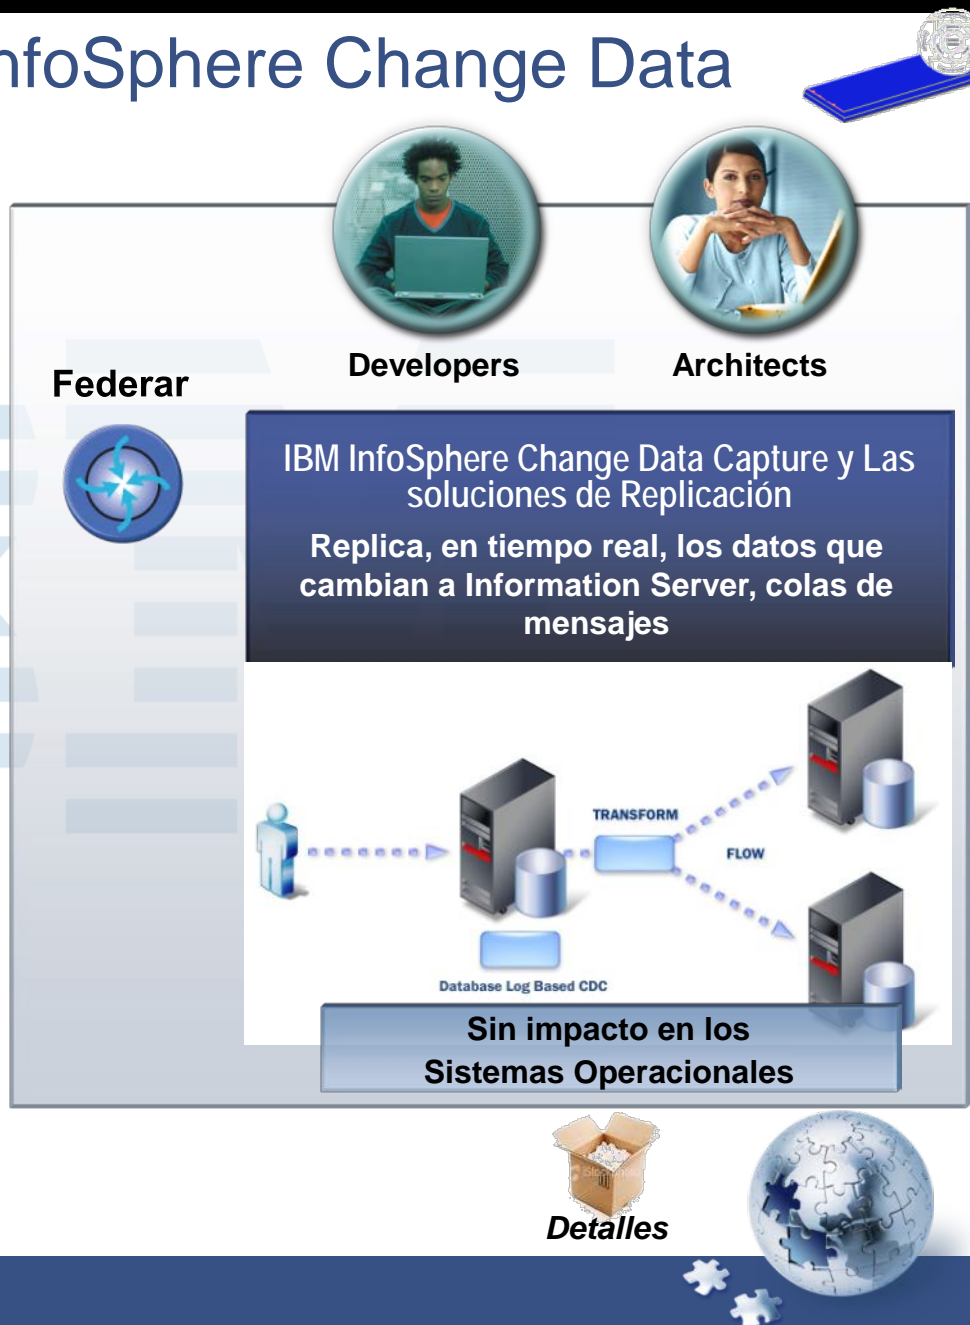 nfoSphere Change Data
Developers
Architects
Federar
IBM InfoSphere Change Data Capture y Las
soluciones de Replicación
Replica, en tiempo real, los datos que
cambian a Information Server, colas de
mensajes
TRANSFORM
FLOW
Database Log Based CDC
Sin impacto en los
Sistemas Operacionales
Detalles